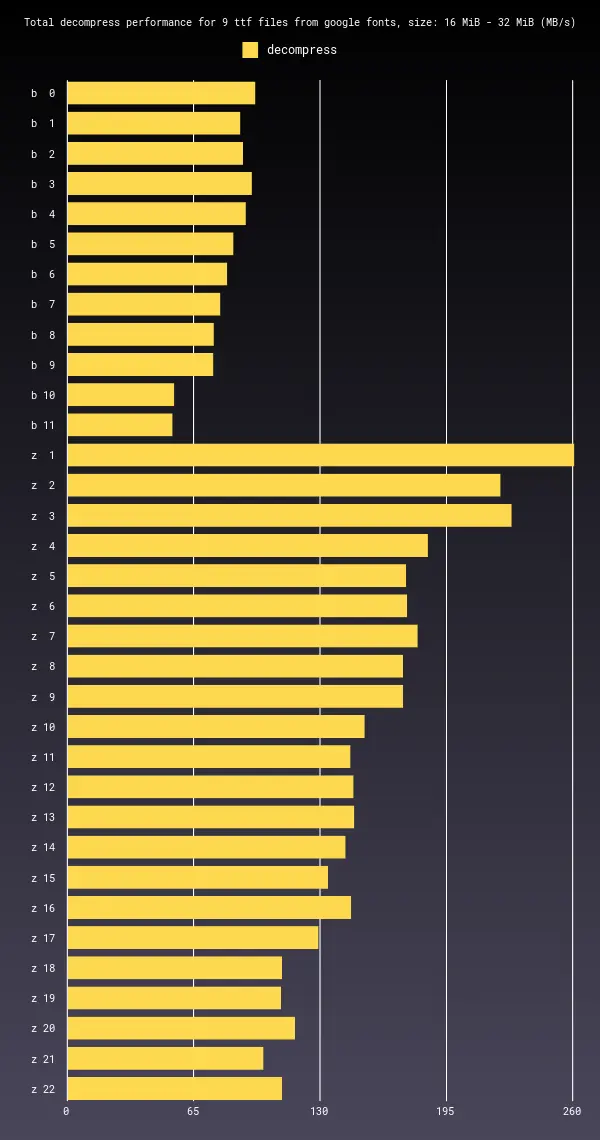 Total decompress performance for 9 ttf files from google fonts, size: 16 MiB - 32 MiB (MB/s)
decompress
b 0
b 1
b 2
b 3
b 4
b 5
b 6
b 7
b 8
b 9
b 10
b 11
z 1
z 2
z 3
z 4
z 5
z 6
z 7
z 8
z 9
z 10
z 11
z 12
z 13
z 14
z 15
z 16
z 17
z 18
z 19
z 20
z 21
z 22
0 65 130 195 260